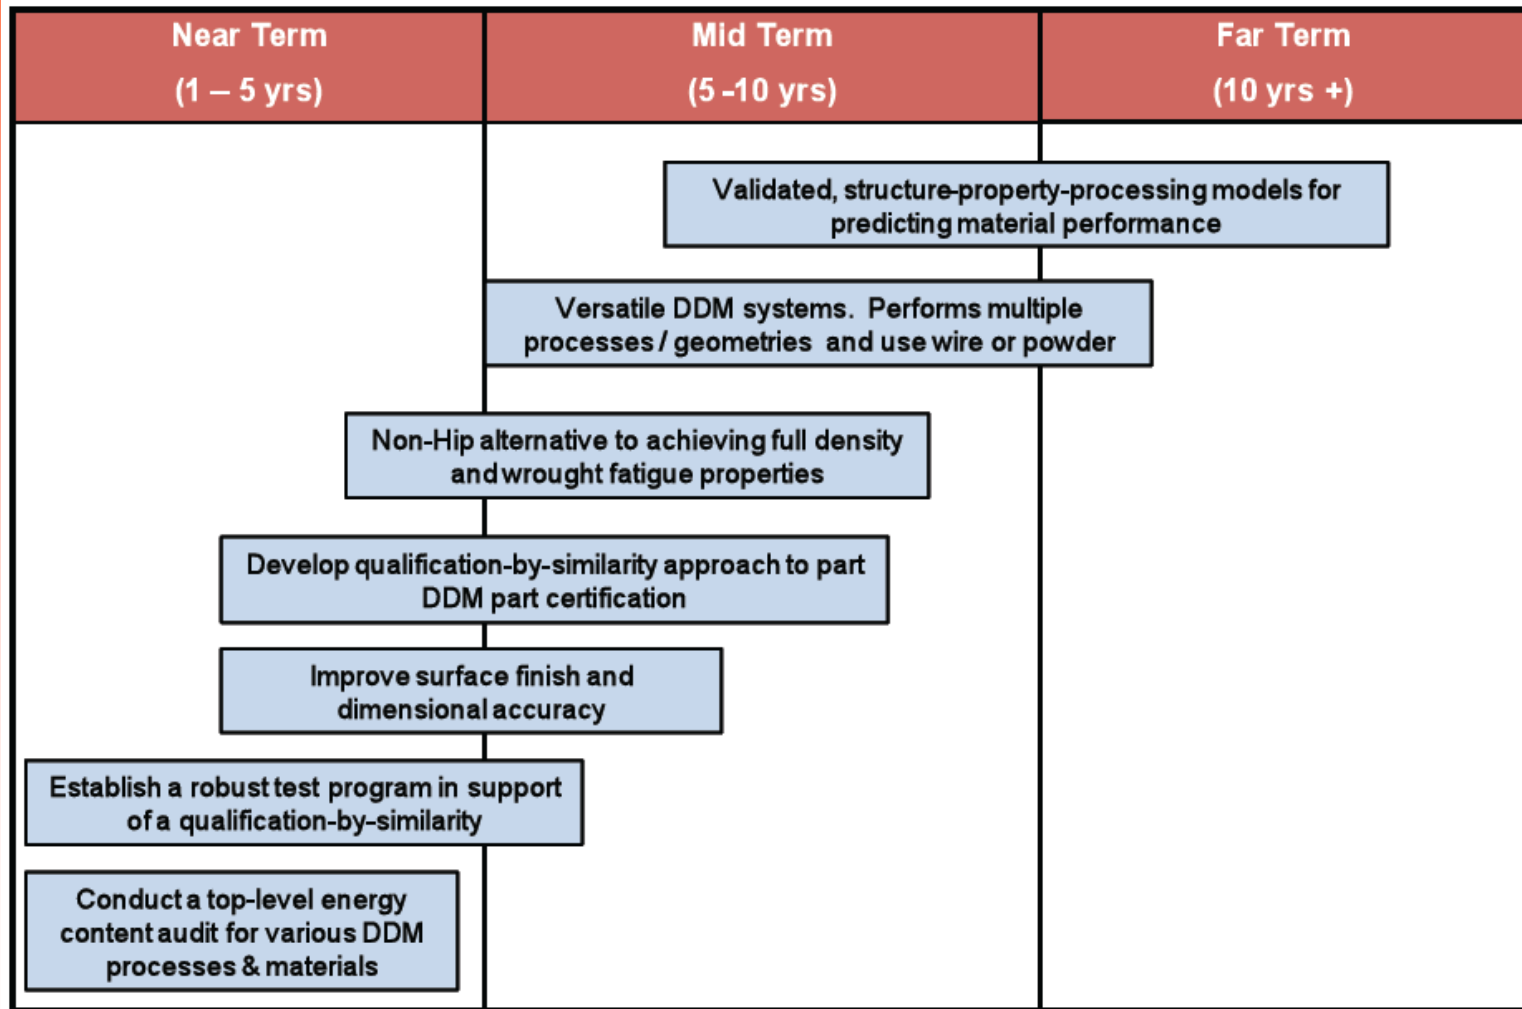 Near Term
(1 – 5 yrs)
Mid Term
(5 -10 yrs)
Far Term
(10 yrs +)
Validated, structure-property-processing models for
predicting material performance
Versatile DDM systems. Performs multiple
processes / geometries and use wire or powder
Non-Hip alternative to achieving full density
and wrought fatigue properties
Develop qualification-by-similarity approach to part
DDM part certification
Improve surface finish and
dimensional accuracy
Establish a robust test program in support
of a qualification-by-similarity
Conduct a top-level energy
content audit for various DDM
processes & materials